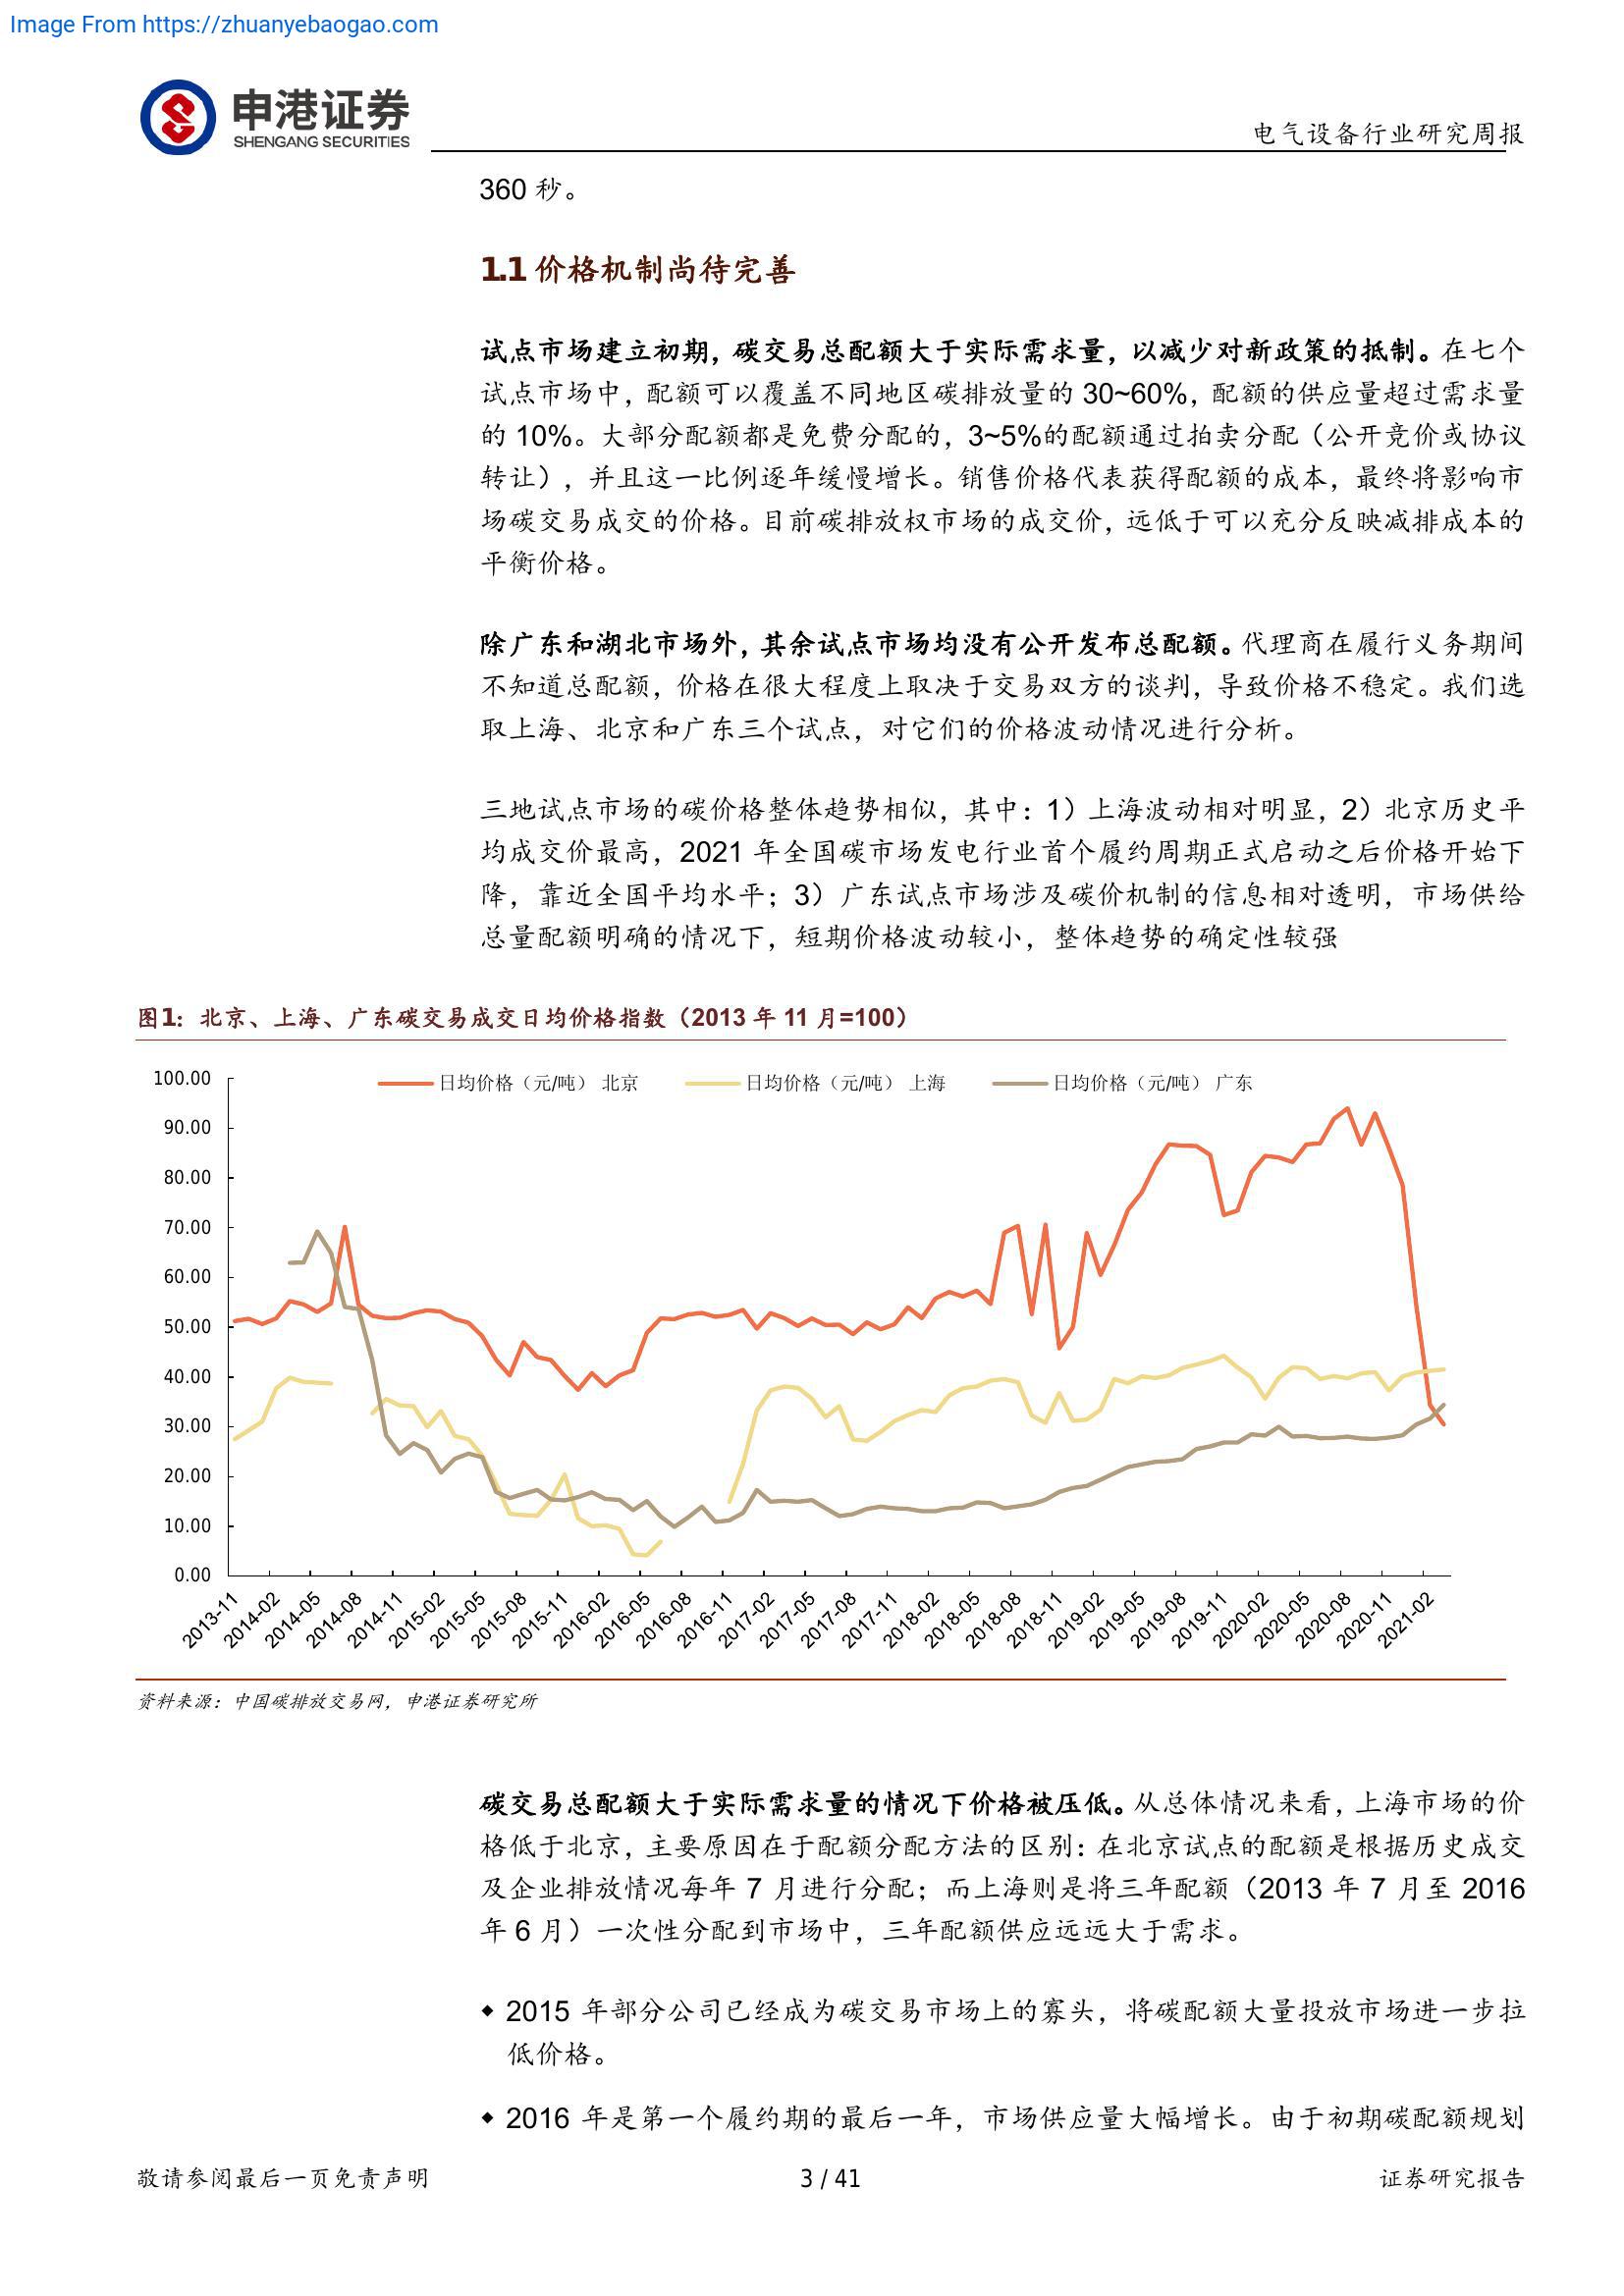 Image From https://zhuanyebaogao.com
申港证券
SHENGANG SECURITIES
电气设备行业研究周报
360 秒。
1.1 价格机制尚待完善
试点市场建立初期，碳交易总配额大于实际需求量，以减少对新政策的抵制。在七个
试点市场中，配额可以覆盖不同地区碳排放量的 30~60%，配额的供应量超过需求量
的 10%。大部分配额都是免费分配的，3~5%的配额通过拍卖分配（公开竞价或协议
转让），并且这一比例逐年缓慢增长。销售价格代表获得配额的成本，最终将影响市
场碳交易成交的价格。目前碳排放权市场的成交价，远低于可以充分反映减排成本的
平衡价格。
除广东和湖北市场外，其余试点市场均没有公开发布总配额。代理商在履行义务期间
不知道总配额，价格在很大程度上取决于交易双方的谈判，导致价格不稳定。我们选
取上海、北京和广东三个试点，对它们的价格波动情况进行分析。
三地试点市场的碳价格整体趋势相似，其中：1）上海波动相对明显，2）北京历史平
均成交价最高，2021 年全国碳市场发电行业首个履约周期正式启动之后价格开始下
降，靠近全国平均水平；3）广东试点市场涉及碳价机制的信息相对透明，市场供给
总量配额明确的情况下，短期价格波动较小，整体趋势的确定性较强
图1：北京、上海、广东碳交易成交日均价格指数（2013 年 11 月=100）
日均价格（元/吨） 北京 日均价格（元/吨） 上海 日均价格（元/吨） 广东
100.00
90.00
80.00
70.00
60.00
50.00
40.00
30.00
20.00
10.00
0.00
2013-11 2014-02 2014-05 2014-08 2014-11 2015-02 2015-05 2015-08 2015-11 2016-02 2016-05 2016-08 2016-11 2017-02 2017-05 2017-08 2017-11 2018-02 2018-05 2018-08 2018-11 2019-02 2019-05 2019-08 2019-11 2020-02 2020-05 2020-08 2020-11 2021-02
资料来源：中国碳排放交易网，申港证券研究所
碳交易总配额大于实际需求量的情况下价格被压低。从总体情况来看，上海市场的价
格低于北京，主要原因在于配额分配方法的区别：在北京试点的配额是根据历史成交
及企业排放情况每年 7 月进行分配；而上海则是将三年配额（2013 年 7 月至 2016
年 6 月）一次性分配到市场中，三年配额供应远远大于需求。
◆ 2015 年部分公司已经成为碳交易市场上的寡头，将碳配额大量投放市场进一步拉
低价格。
◆ 2016 年是第一个履约期的最后一年，市场供应量大幅增长。由于初期碳配额规划
敬请参阅最后一页免责声明 3 / 41 证券研究报告